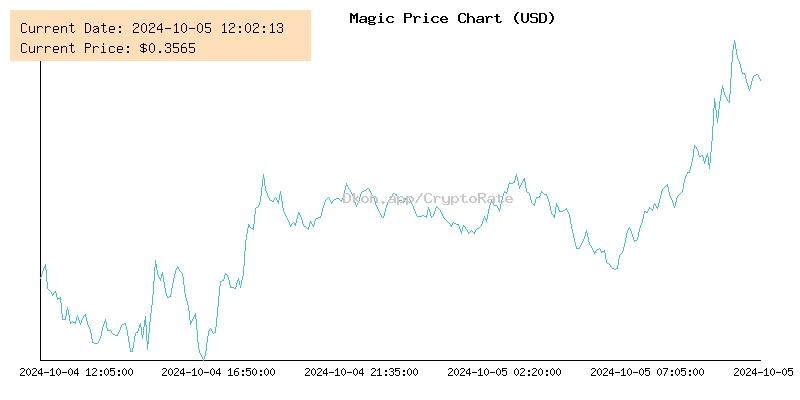 Magic Price Chart (USD)
Current Date: 2024-10-05 12:02:13
Current Price: $0.3565
Dkon.app/CryptoRate
2024-10-04 12:05:00 2024-10-04 16:50:00 2024-10-04 21:35:00 2024-10-05 02:20:00 2024-10-05 07:05:00 2024-10-05